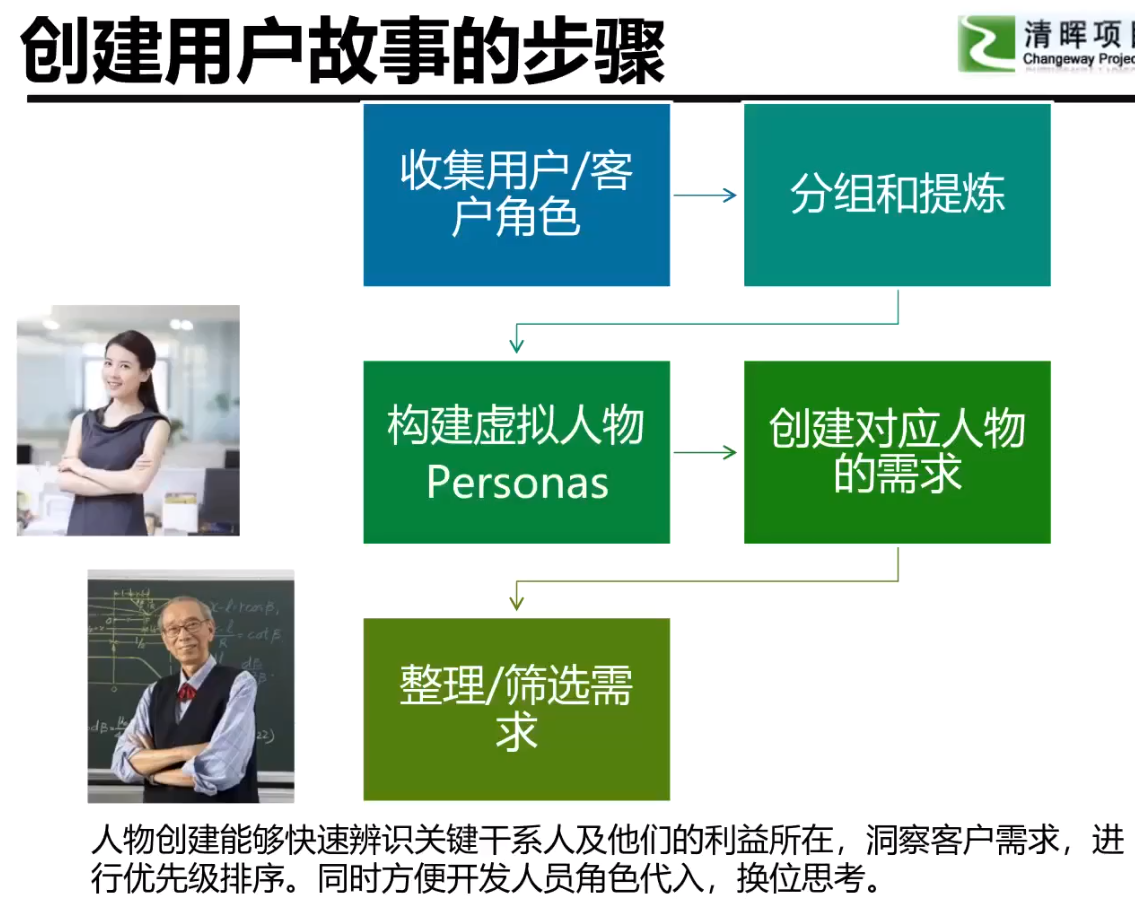 创建用户故事的步骤
清晖项目
Changeway Projec
收集用户/客
户角色
分组和提炼
构建虚拟人物
Personas
创建对应人物
的需求
整理/筛选需
求
人物创建能够快速辨识关键干系人及他们的利益所在，洞察客户需求，进
行优先级排序。同时方便开发人员角色代入，换位思考。